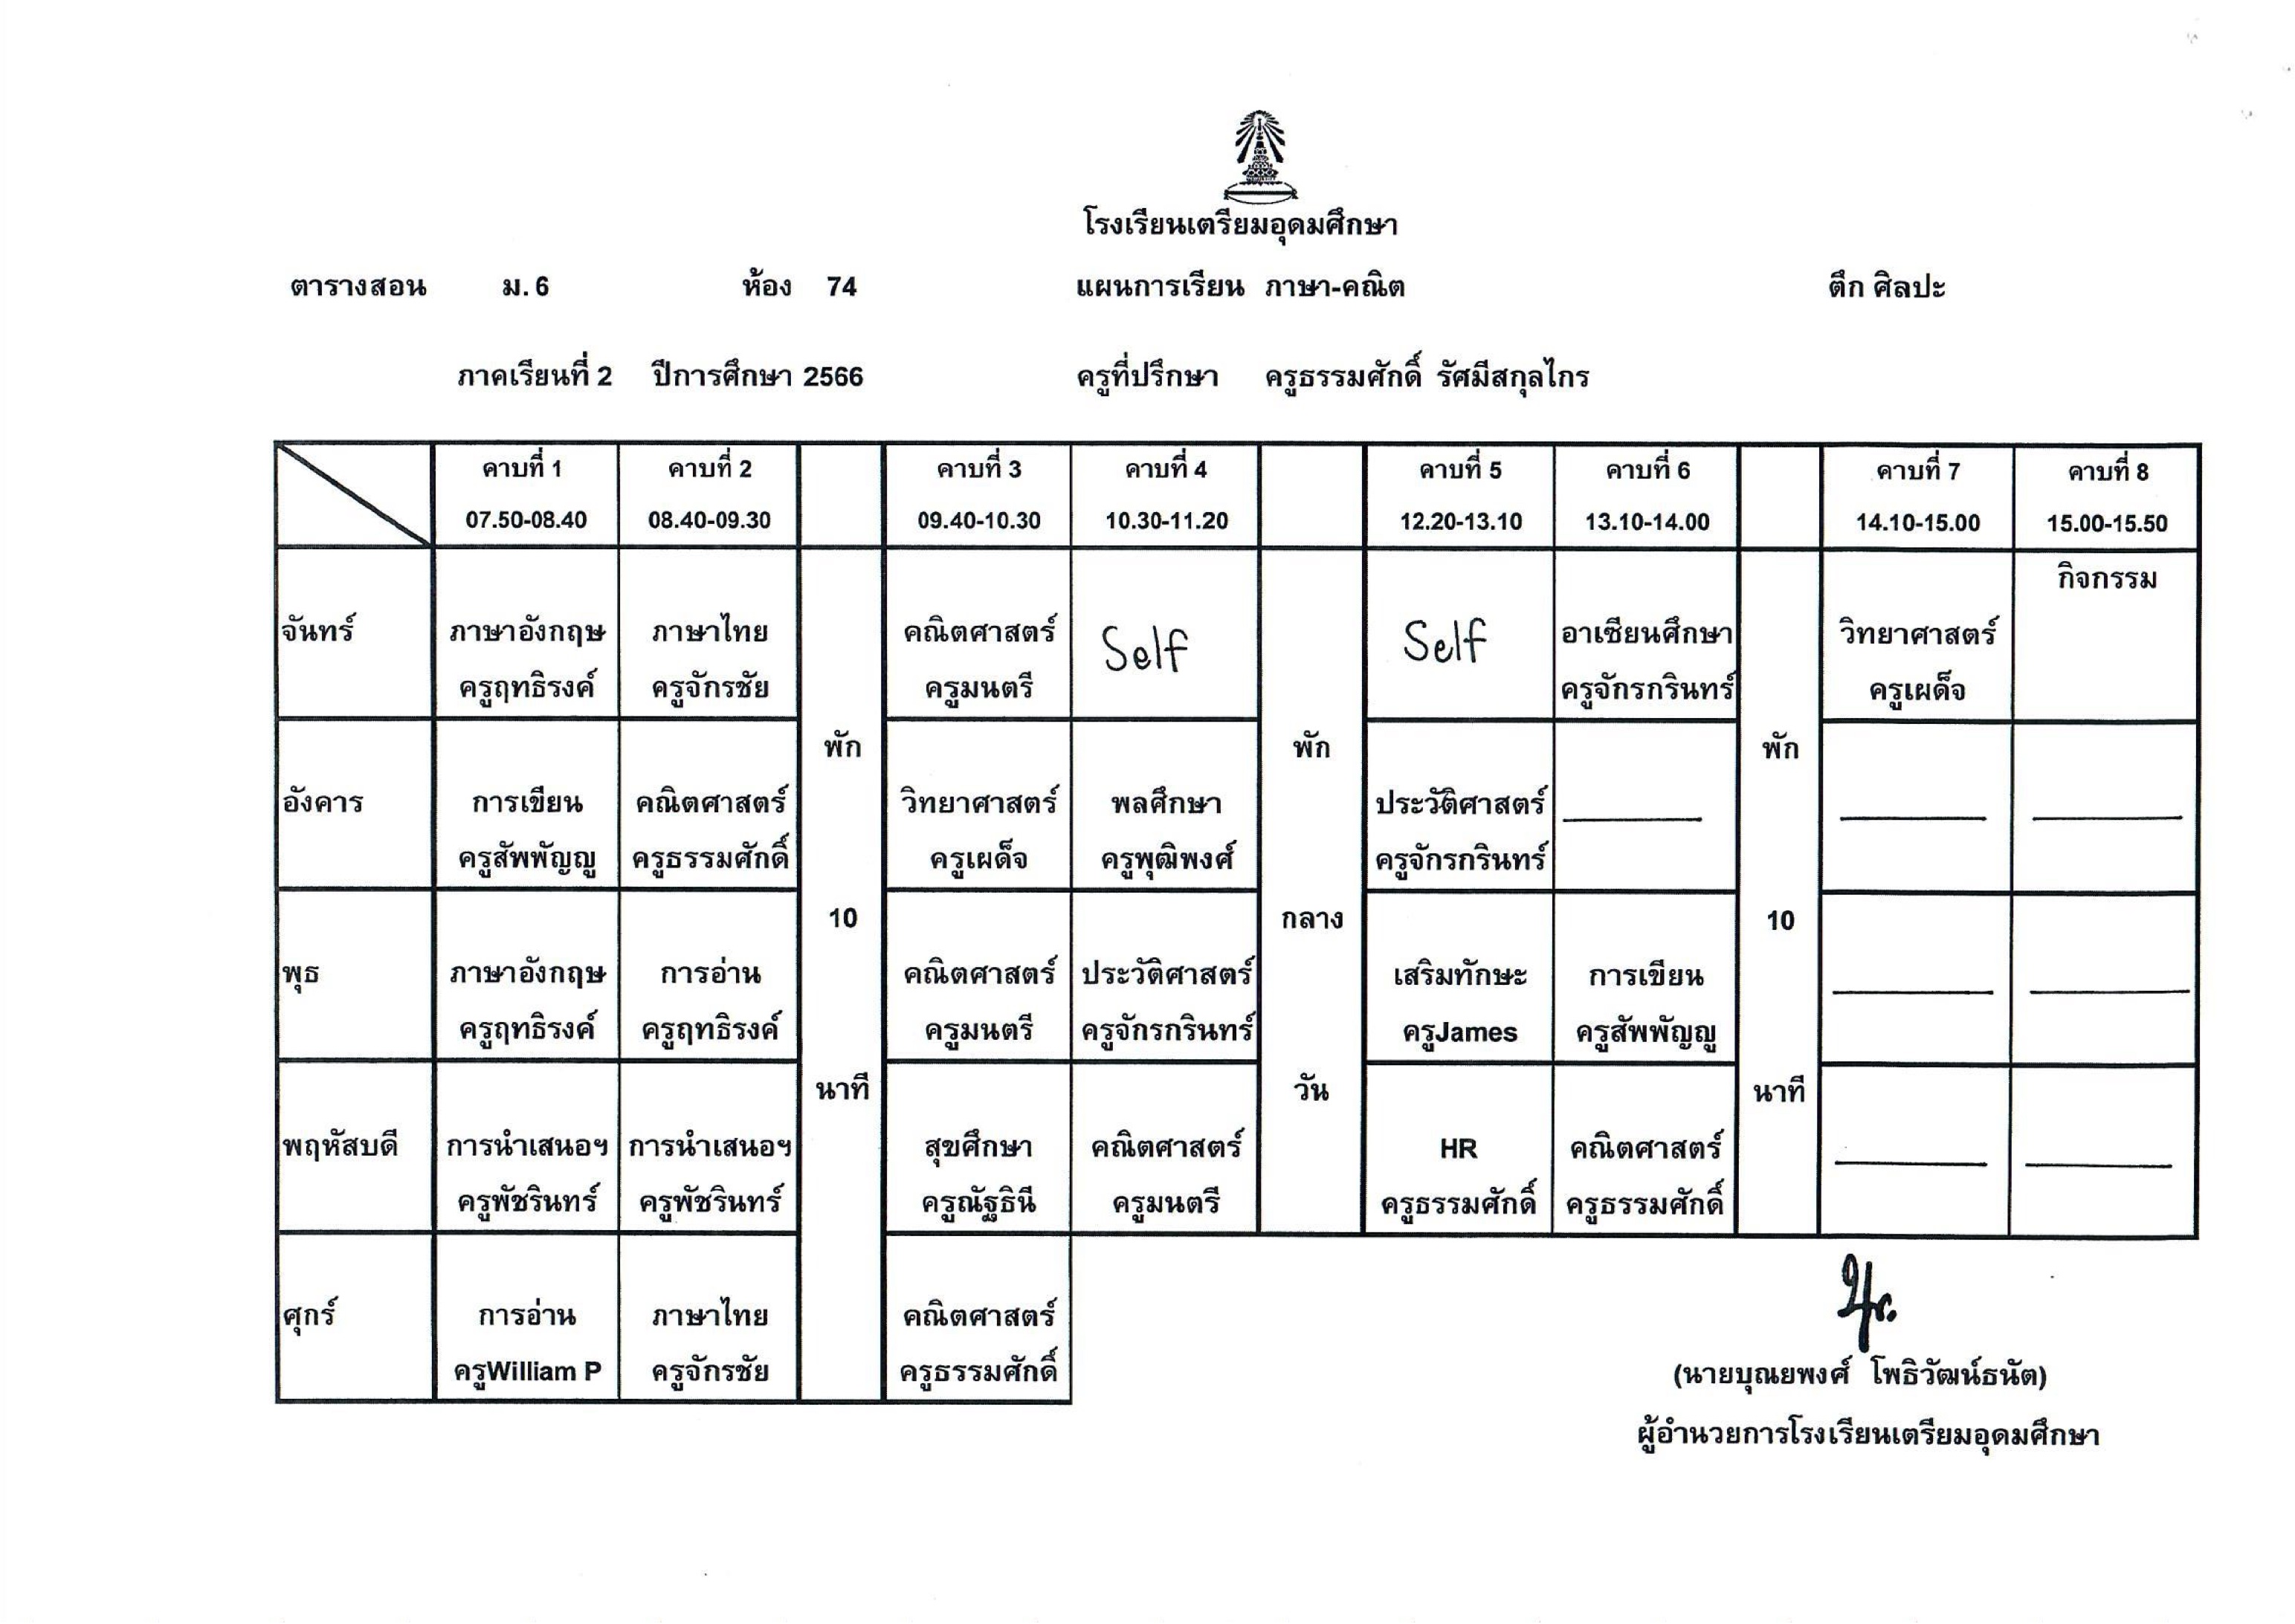 โรงเรียนเตรียมอุดมศึกษา
ตารางสอน ม. 6 ห้อง 74 แผนการเรียน ภาษา-คณิต ตึก ศิลปะ
ภาคเรียนที่ 2 ปีการศึกษา 2566 ครูที่ปรึกษา ครูธรรมศักดิ์ รัศมีสกุลไกร
คาบที่ 1 คาบที่ 2 คาบที่ 3 คาบที่ 4 คาบที่ 5 คาบที่ 6 คาบที่ 7 คาบที่ 8
07.50-08.40 08.40-09.30 09.40-10.30 10.30-11.20 12.20-13.10 13.10-14.00 14.10-15.00 15.00-15.50
กิจกรรม
จันทร์ ภาษาอังกฤษ ภาษาไทย คณิตศาสตร์ Self Self อาเซียนศึกษา วิทยาศาสตร์
ครูฤทธิรงค์ ครูจักรชัย ครูมนตรี ครูจักรกรินทร์ ครูเผด็จ
พัก พัก พัก
อังคาร การเขียน คณิตศาสตร์ วิทยาศาสตร์ พลศึกษา ประวัติศาสตร์
ครูสัพพัญญู ครูธรรมศักดิ์ ครูเผด็จ ครูพุฒิพงศ์ ครูจักรกรินทร์
10 กลาง 10
พุธ ภาษาอังกฤษ การอ่าน คณิตศาสตร์ ประวัติศาสตร์ เสริมทักษะ การเขียน
ครูฤทธิรงค์ ครูฤทธิรงค์ ครูมนตรี ครูจักรกรินทร์ ครูJames ครูสัพพัญญู
นาที วัน นาที
พฤหัสบดี การนำเสนอฯ การนำเสนอฯ สุขศึกษา คณิตศาสตร์ HR คณิตศาสตร์
ครูพัชรินทร์ ครูพัชรินทร์ ครูณัฐธินี ครูมนตรี ครูธรรมศักดิ์ ครูธรรมศักดิ์
ศุกร์ การอ่าน ภาษาไทย คณิตศาสตร์
ครูWilliam P ครูจักรชัย ครูธรรมศักดิ์
(นายบุณยพงศ์ โพธิวัฒน์ธนัต)
ผู้อำนวยการโรงเรียนเตรียมอุดมศึกษา